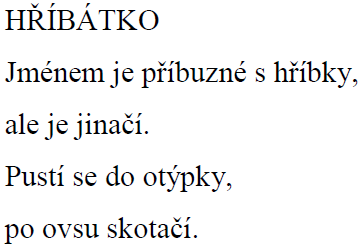 HŘÍBÁTKO
Jménem je příbuzné s hříbky,
ale je jinačí.
Pustí se do otýpky,
po ovsu skotačí.